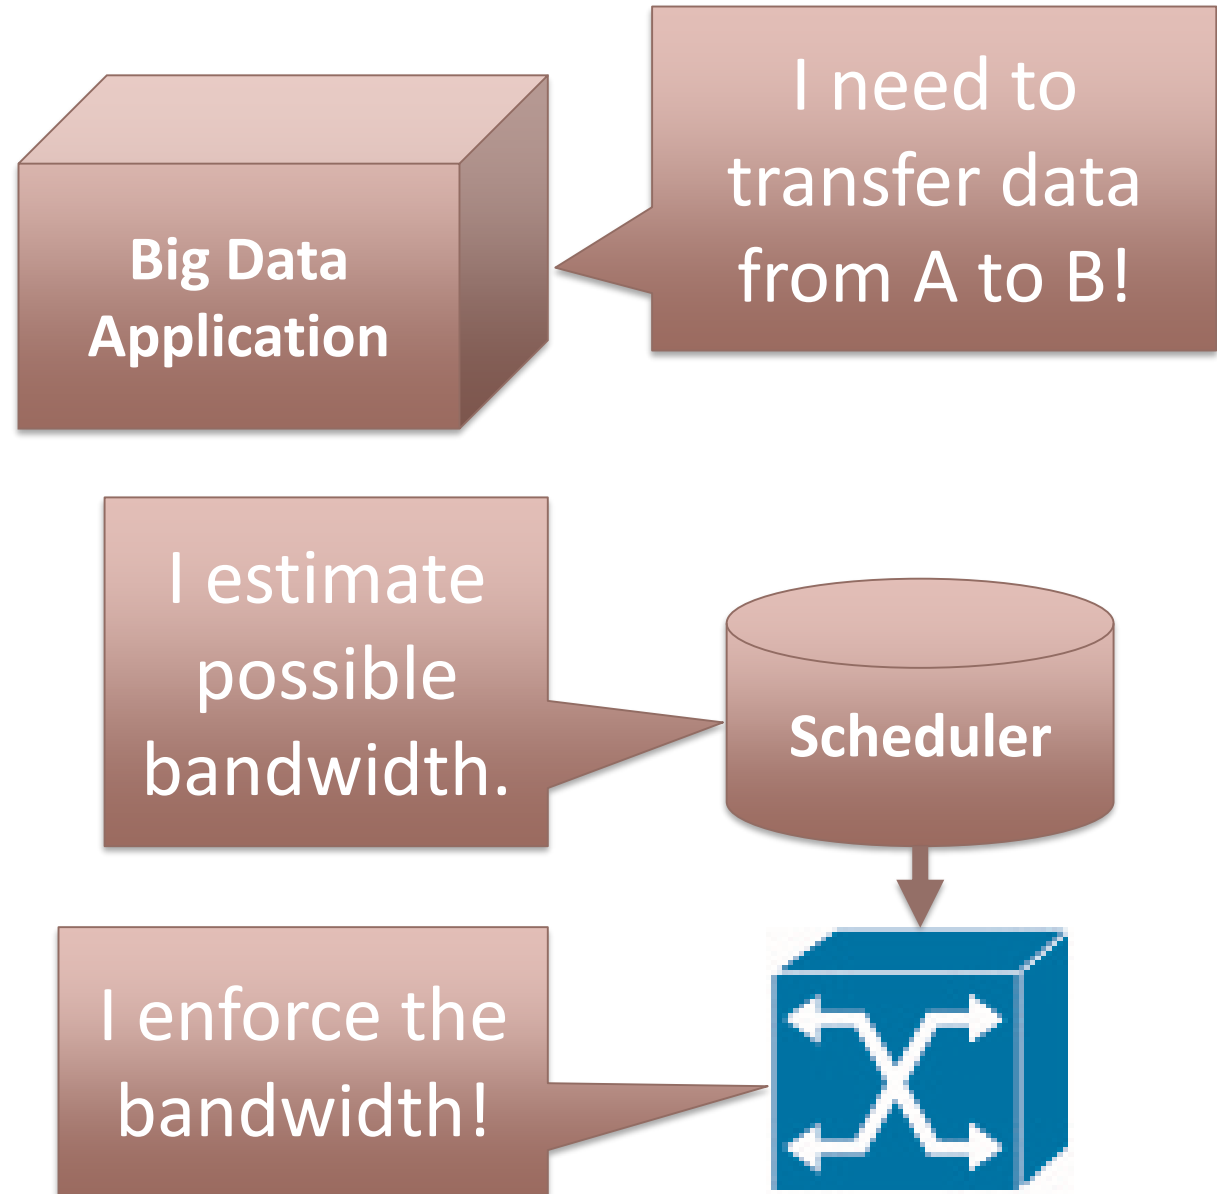 I need to
transfer data
from A to B!
Big Data
Application
I estimate
possible
bandwidth.
Scheduler
I enforce the
bandwidth!